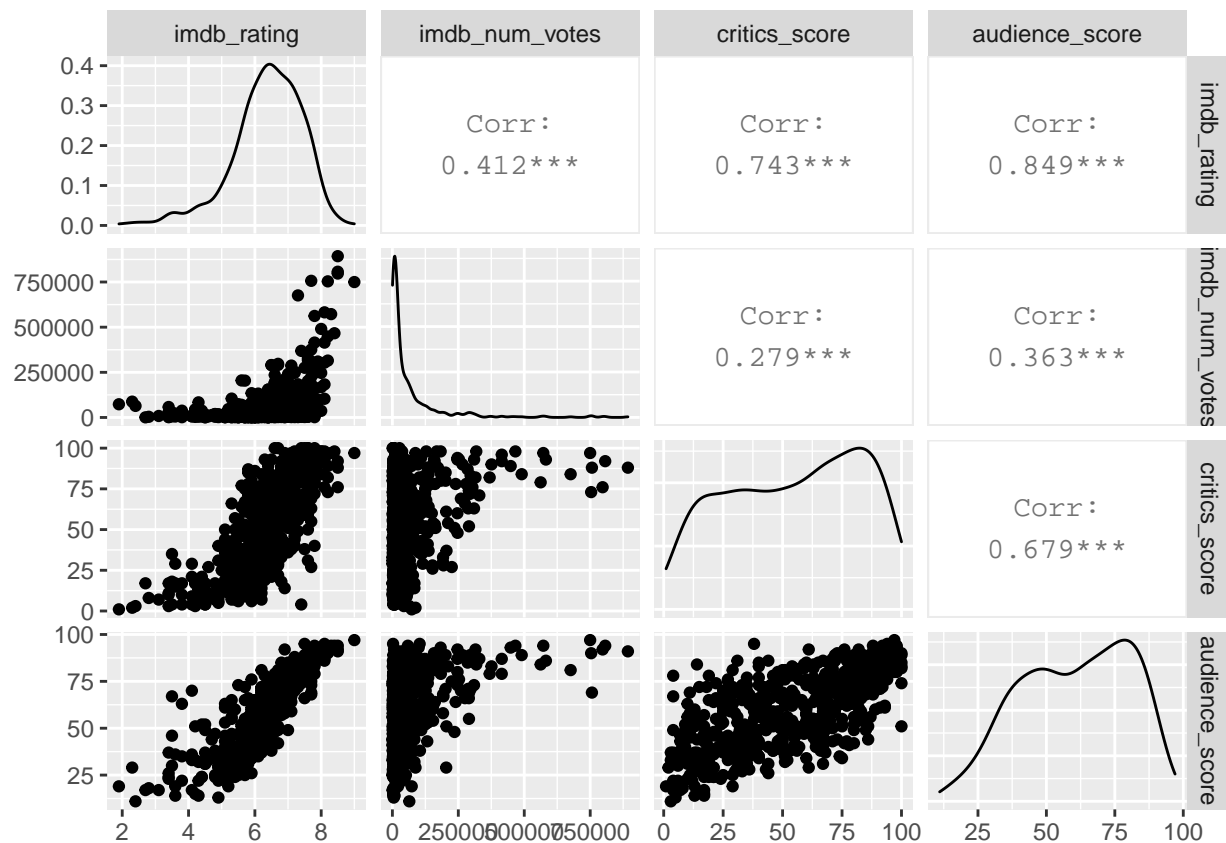 imdb_rating imdb_num_votes critics_score audience_score
0.4
0.3
0.2
0.1
0.0
Corr:
0.412***
Corr:
0.743***
Corr:
0.849***
imdb_rating
750000
500000
250000
0
Corr:
0.279***
Corr:
0.363***
imdb_num_votes
100
75
50
25
0
Corr:
0.679***
critics_score
100
75
50
25
audience_score
2 4 6 8
0 250000 500000 750000
0 25 50 75 100
25 50 75 100